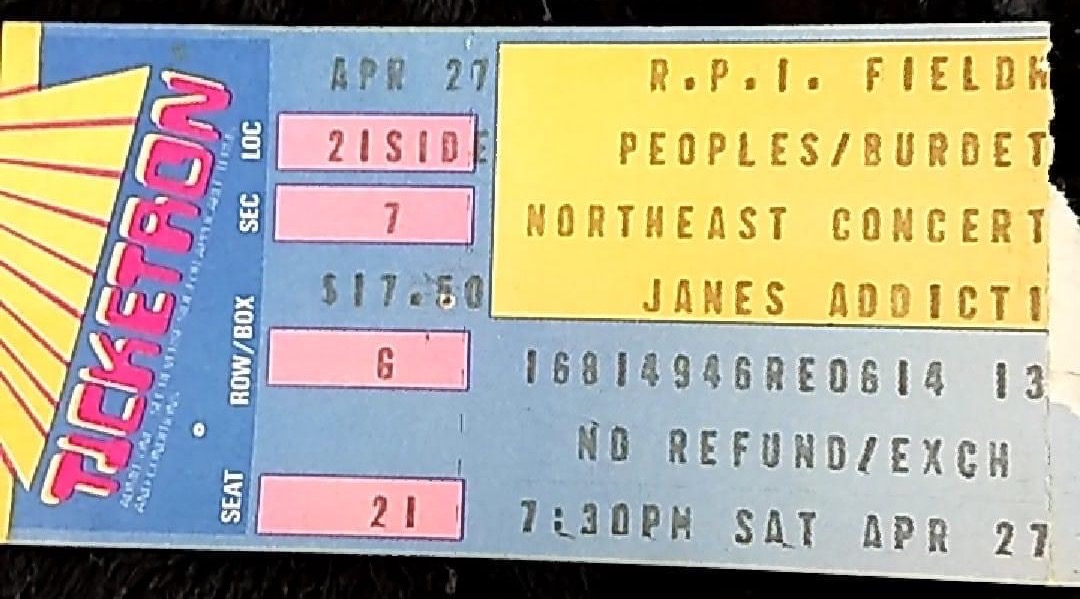 TICKETRON
LOC
SEC
ROW/BOX
SEAT
APR 27
21SIDE
7
$17.50
G
21
R.P.I. FIELDH
PEOPLES/BURDET
NORTHEAST CONCERT
JANES ADDICTI
16814946REOG14 13
NO REFUND/EXCH
7:30PM SAT APR 27